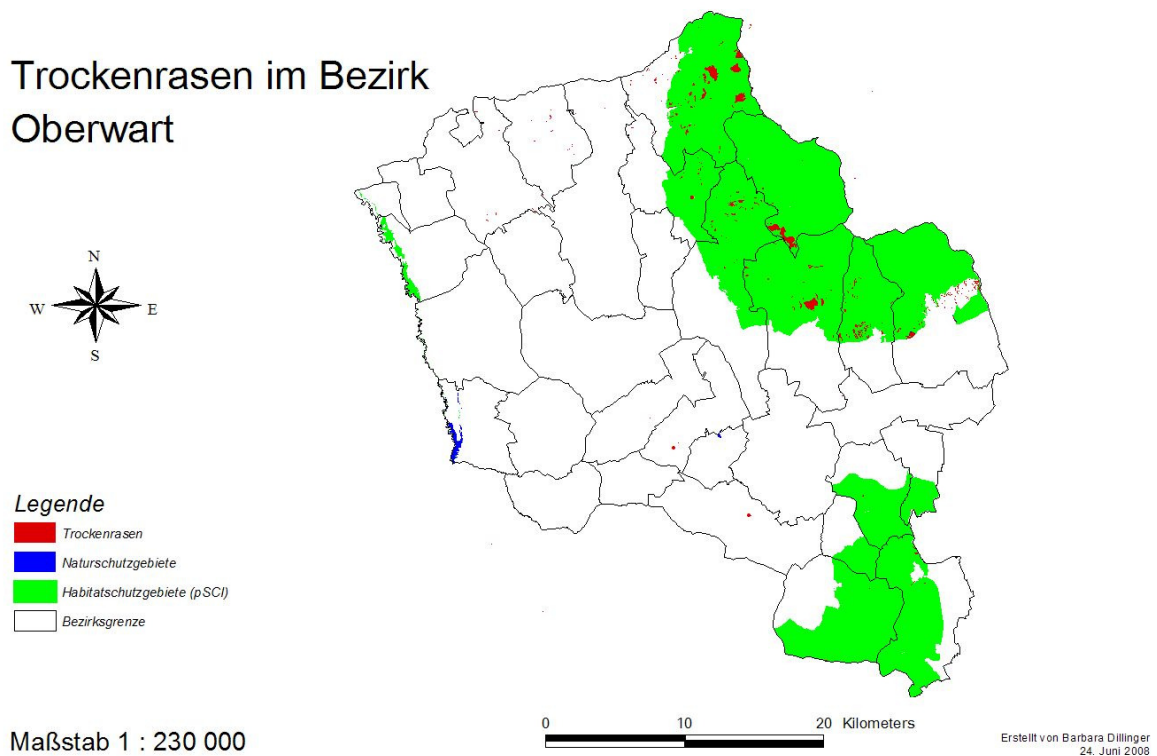 Trockenrasen im Bezirk
Oberwart
N
W
E
S
Legende
Trockenrasen
Naturschutzgebiete
Habitatschutzgebiete (pSCI)
Bezirksgrenze
Maßstab 1 : 230 000
0 10 20 Kilometers
Erstellt von Barbara Dillinger
24. Juni 2008